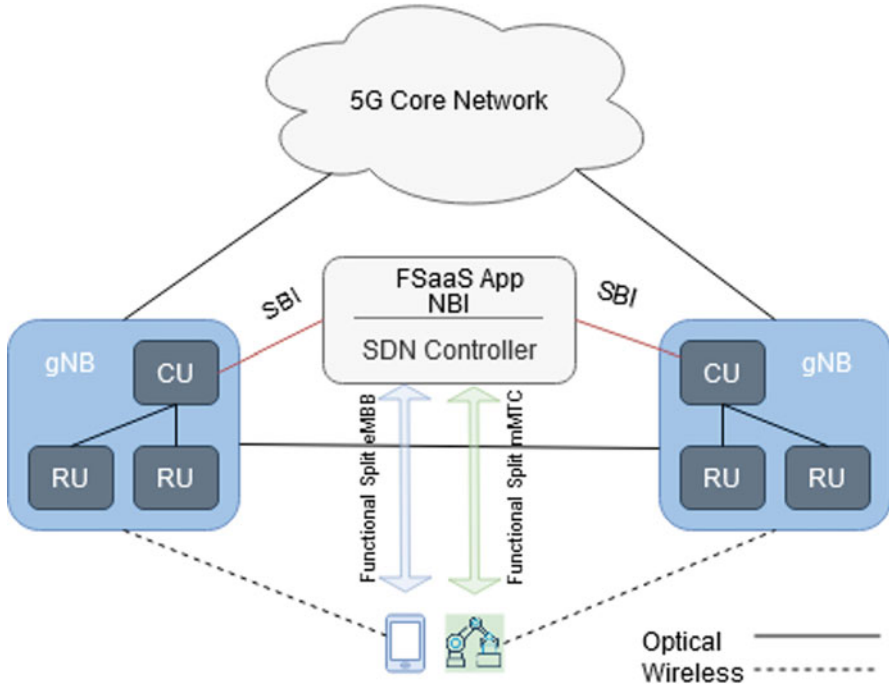 5G Core Network
SBI
FSaaS App
NBI
SDN Controller
SBI
gNB
CU
RU
RU
gNB
CU
RU
RU
Functional Split eMBB
Functional Split mMTC
Optical
Wireless